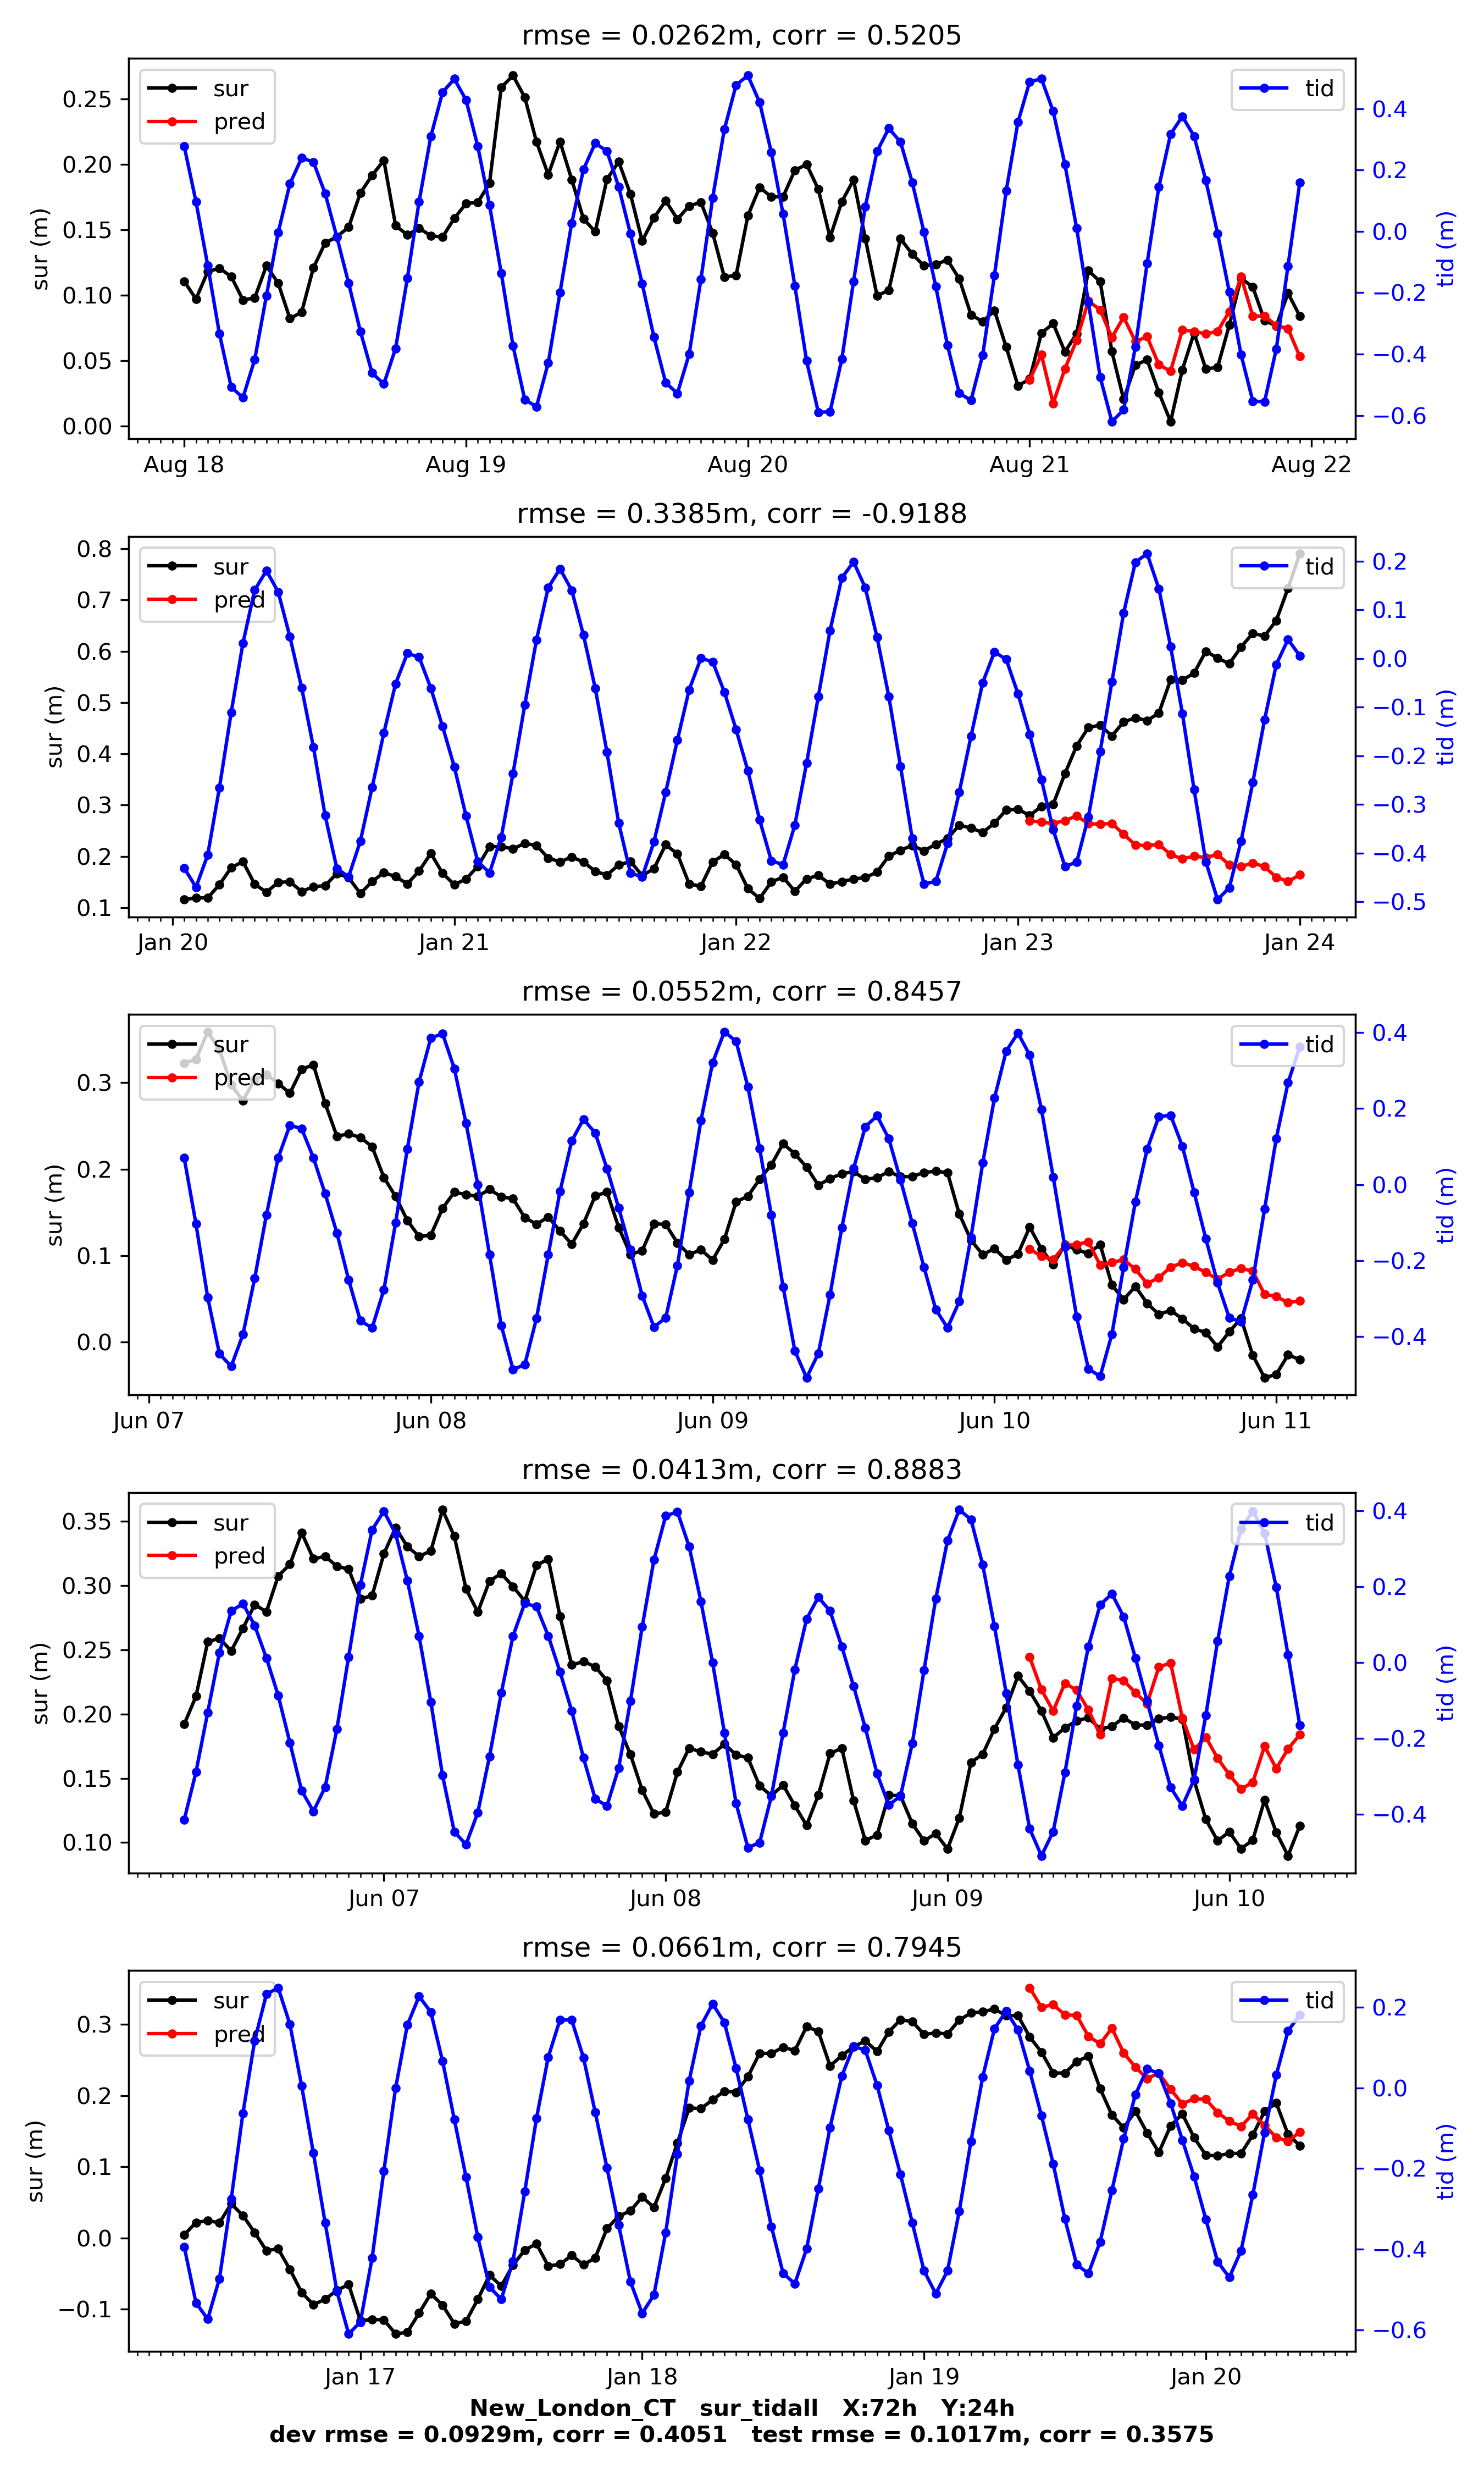 rmse = 0.0262m, corr = 0.5205
sur
pred
tid
0.25
0.20
0.15
0.10
0.05
0.00
sur (m)
0.4
0.2
0.0
−0.2
−0.4
−0.6
tid (m)
Aug 18 Aug 19 Aug 20 Aug 21 Aug 22
rmse = 0.3385m, corr = -0.9188
sur
pred
tid
0.8
0.7
0.6
0.5
0.4
0.3
0.2
0.1
sur (m)
0.2
0.1
0.0
−0.1
−0.2
−0.3
−0.4
−0.5
tid (m)
Jan 20 Jan 21 Jan 22 Jan 23 Jan 24
rmse = 0.0552m, corr = 0.8457
sur
pred
tid
0.3
0.2
0.1
0.0
sur (m)
0.4
0.2
0.0
−0.2
−0.4
tid (m)
Jun 07 Jun 08 Jun 09 Jun 10 Jun 11
rmse = 0.0413m, corr = 0.8883
sur
pred
tid
0.35
0.30
0.25
0.20
0.15
0.10
sur (m)
0.4
0.2
0.0
−0.2
−0.4
tid (m)
Jun 07 Jun 08 Jun 09 Jun 10
rmse = 0.0661m, corr = 0.7945
sur
pred
tid
0.3
0.2
0.1
0.0
−0.1
sur (m)
0.2
0.0
−0.2
−0.4
−0.6
tid (m)
Jan 17 Jan 18 Jan 19 Jan 20
New_London_CT sur_tidall X:72h Y:24h
dev rmse = 0.0929m, corr = 0.4051 test rmse = 0.1017m, corr = 0.3575